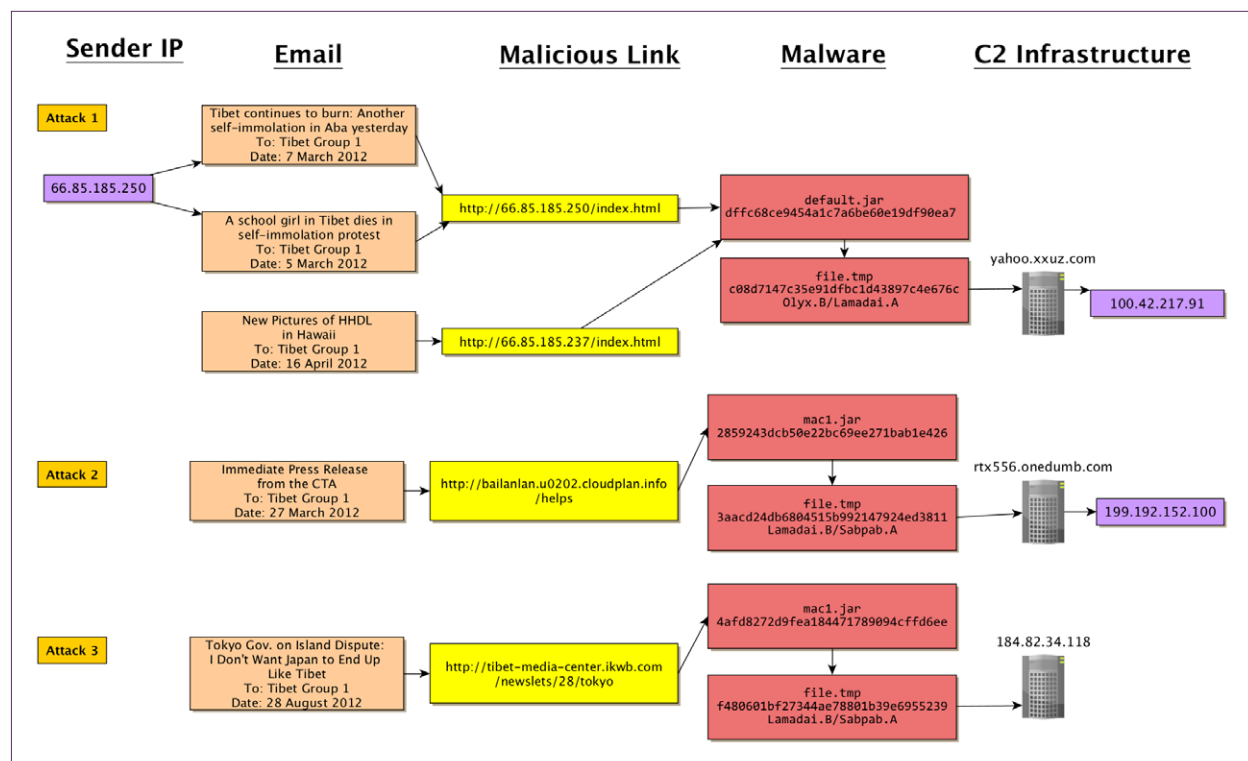 Sender IP
Email
Malicious Link
Malware
C2 Infrastructure
Attack 1
66.85.185.250
Tibet continues to burn: Another
self-immolation in Aba yesterday
To: Tibet Group 1
Date: 7 March 2012
A school girl in Tibet dies in
self-immolation protest
To: Tibet Group 1
Date: 5 March 2012
New Pictures of HHDL
in Hawaii
To: Tibet Group 1
Date: 16 April 2012
http://66.85.185.250/index.html
http://66.85.185.237/index.html
default.jar
dffc68ce9454a1c7a6be60e19df90ea7
file.tmp
c08d7147c35e91dfbc1d43897c4e676c
Olyx.B/Lamadai.A
yahoo.xxuz.com
100.42.217.91
Attack 2
Immediate Press Release
from the CTA
To: Tibet Group 1
Date: 27 March 2012
http://bailanlan.u0202.cloudplan.info
/helps
mac1.jar
2859243dcb50e22bc69ee271bab1e426
file.tmp
3aacd24db6804515b992147924ed3811
Lamadai.B/Sabpab.A
rtx556.onedumb.com
199.192.152.100
Attack 3
Tokyo Gov. on Island Dispute:
I Don't Want Japan to End Up
Like Tibet
To: Tibet Group 1
Date: 28 August 2012
http://tibet-media-center.ikwb.com
/newslets/28/tokyo
mac1.jar
4afd8272d9fea184471789094cffd6ee
file.tmp
f480601bf27344ae78801b39e6955239
Lamadai.B/Sabpab.A
184.82.34.118